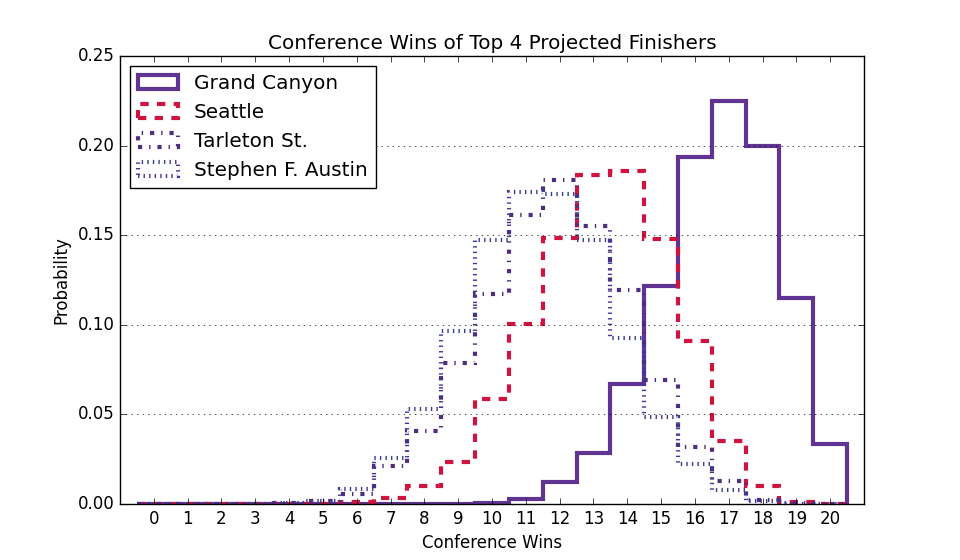 Conference Wins of Top 4 Projected Finishers
0.25
0.20
0.15
0.10
0.05
0.00
Probability
Grand Canyon
Seattle
Tarleton St.
Stephen F. Austin
0 1 2 3 4 5 6 7 8 9 10 11 12 13 14 15 16 17 18 19 20
Conference Wins